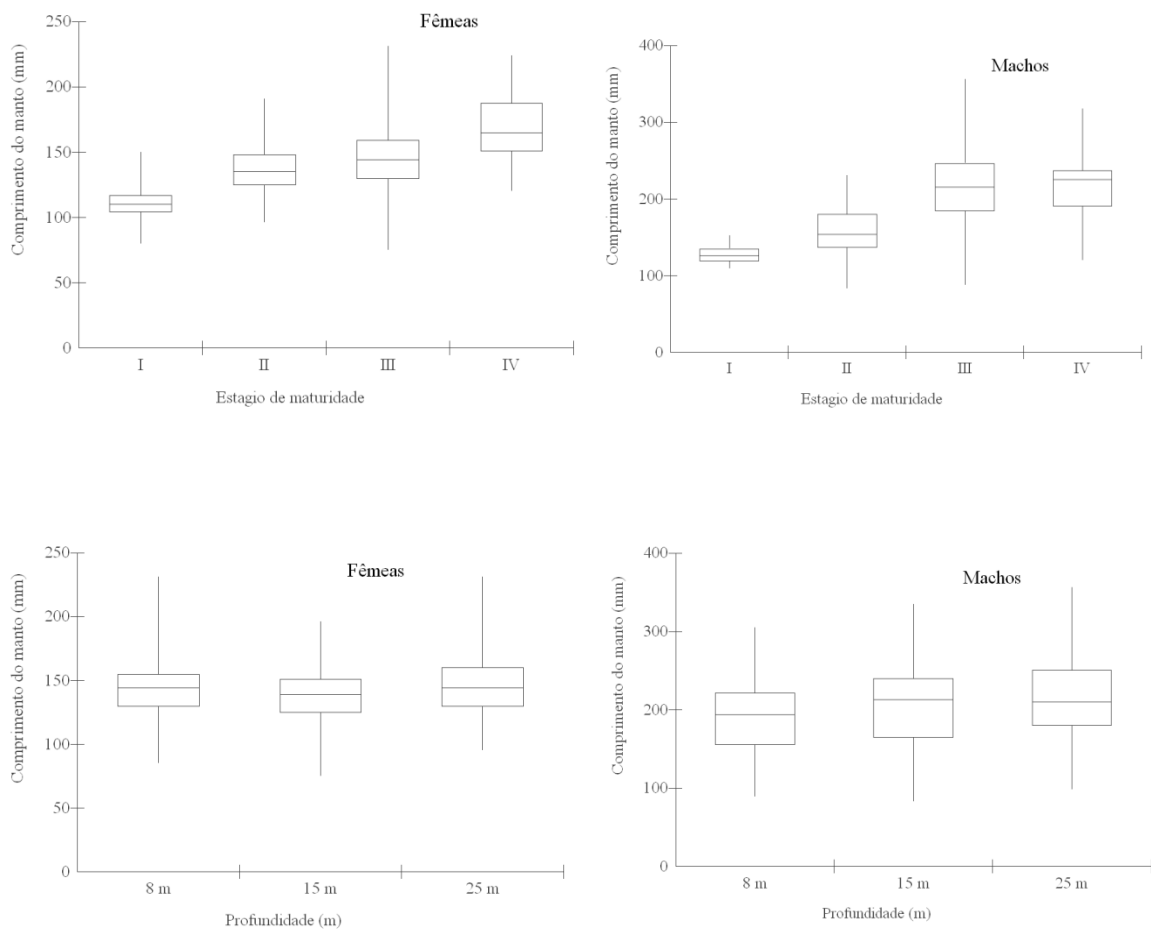 Fêmeas
Comprimento do manto (mm)
250
200
150
100
50
0
I II III IV
Estagio de maturidade
Machos
Comprimento do manto (mm)
400
300
200
100
0
I II III IV
Estagio de maturidade
Fêmeas
Comprimento do manto (mm)
250
200
150
100
50
0
8 m 15 m 25 m
Profundidade (m)
Machos
Comprimento do manto (mm)
400
300
200
100
0
8 m 15 m 25 m
Profundidade (m)